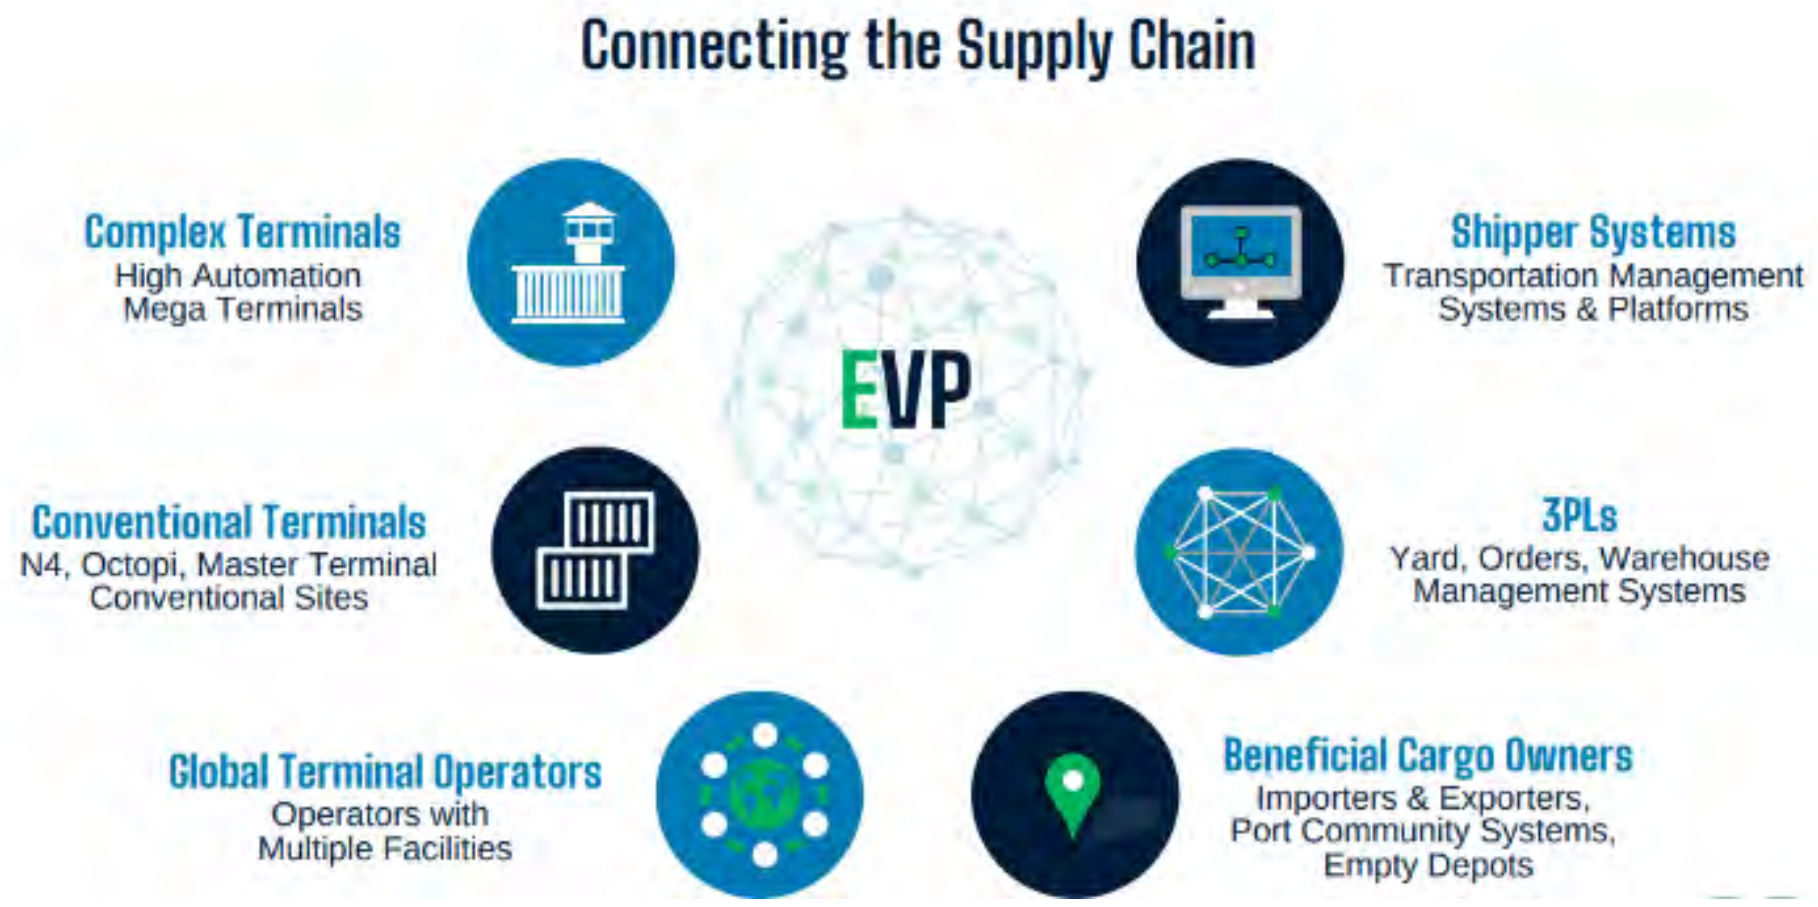 Connecting the Supply Chain
Complex Terminals
High Automation
Mega Terminals
Shipper Systems
Transportation Management
Systems & Platforms
EVP
Conventional Terminals
N4, Octopi, Master Terminal
Conventional Sites
3PLs
Yard, Orders, Warehouse
Management Systems
Global Terminal Operators
Operators with
Multiple Facilities
Beneficial Cargo Owners
Importers & Exporters,
Port Community Systems,
Empty Depots